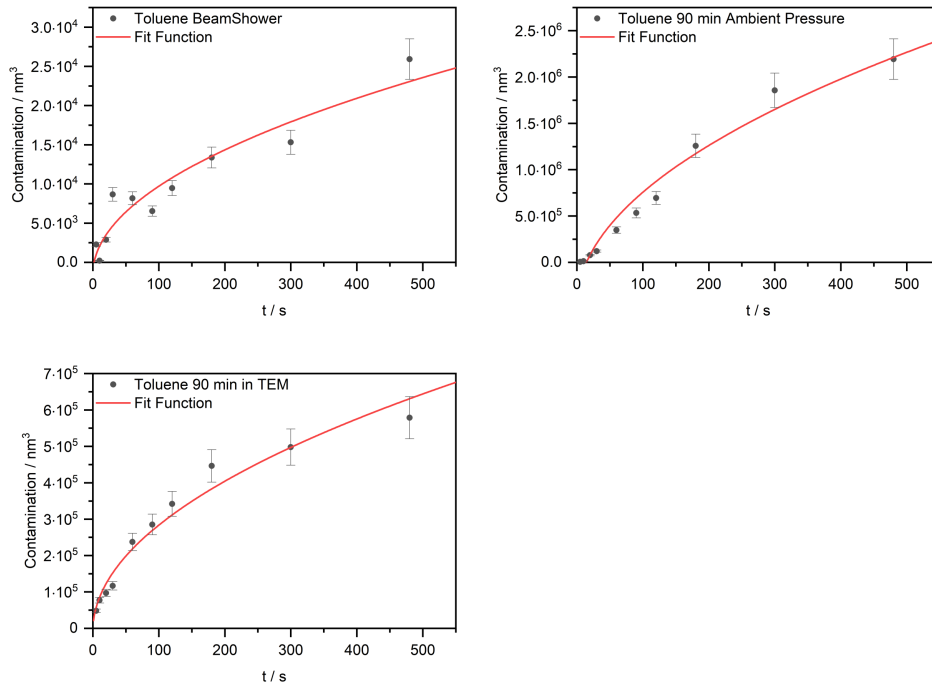 Toluene BeamShower
Fit Function
Contamination / nm³
3.0·10⁴
2.5·10⁴
2.0·10⁴
1.5·10⁴
1.0·10⁴
5.0·10³
0.0
0 100 200 300 400 500
t / s
Toluene 90 min Ambient Pressure
Fit Function
Contamination / nm³
2.5·10⁶
2.0·10⁶
1.5·10⁶
1.0·10⁶
5.0·10⁵
0.0
0 100 200 300 400 500
t / s
Toluene 90 min in TEM
Fit Function
Contamination / nm³
7·10⁵
6·10⁵
5·10⁵
4·10⁵
3·10⁵
2·10⁵
1·10⁵
0
0 100 200 300 400 500
t / s